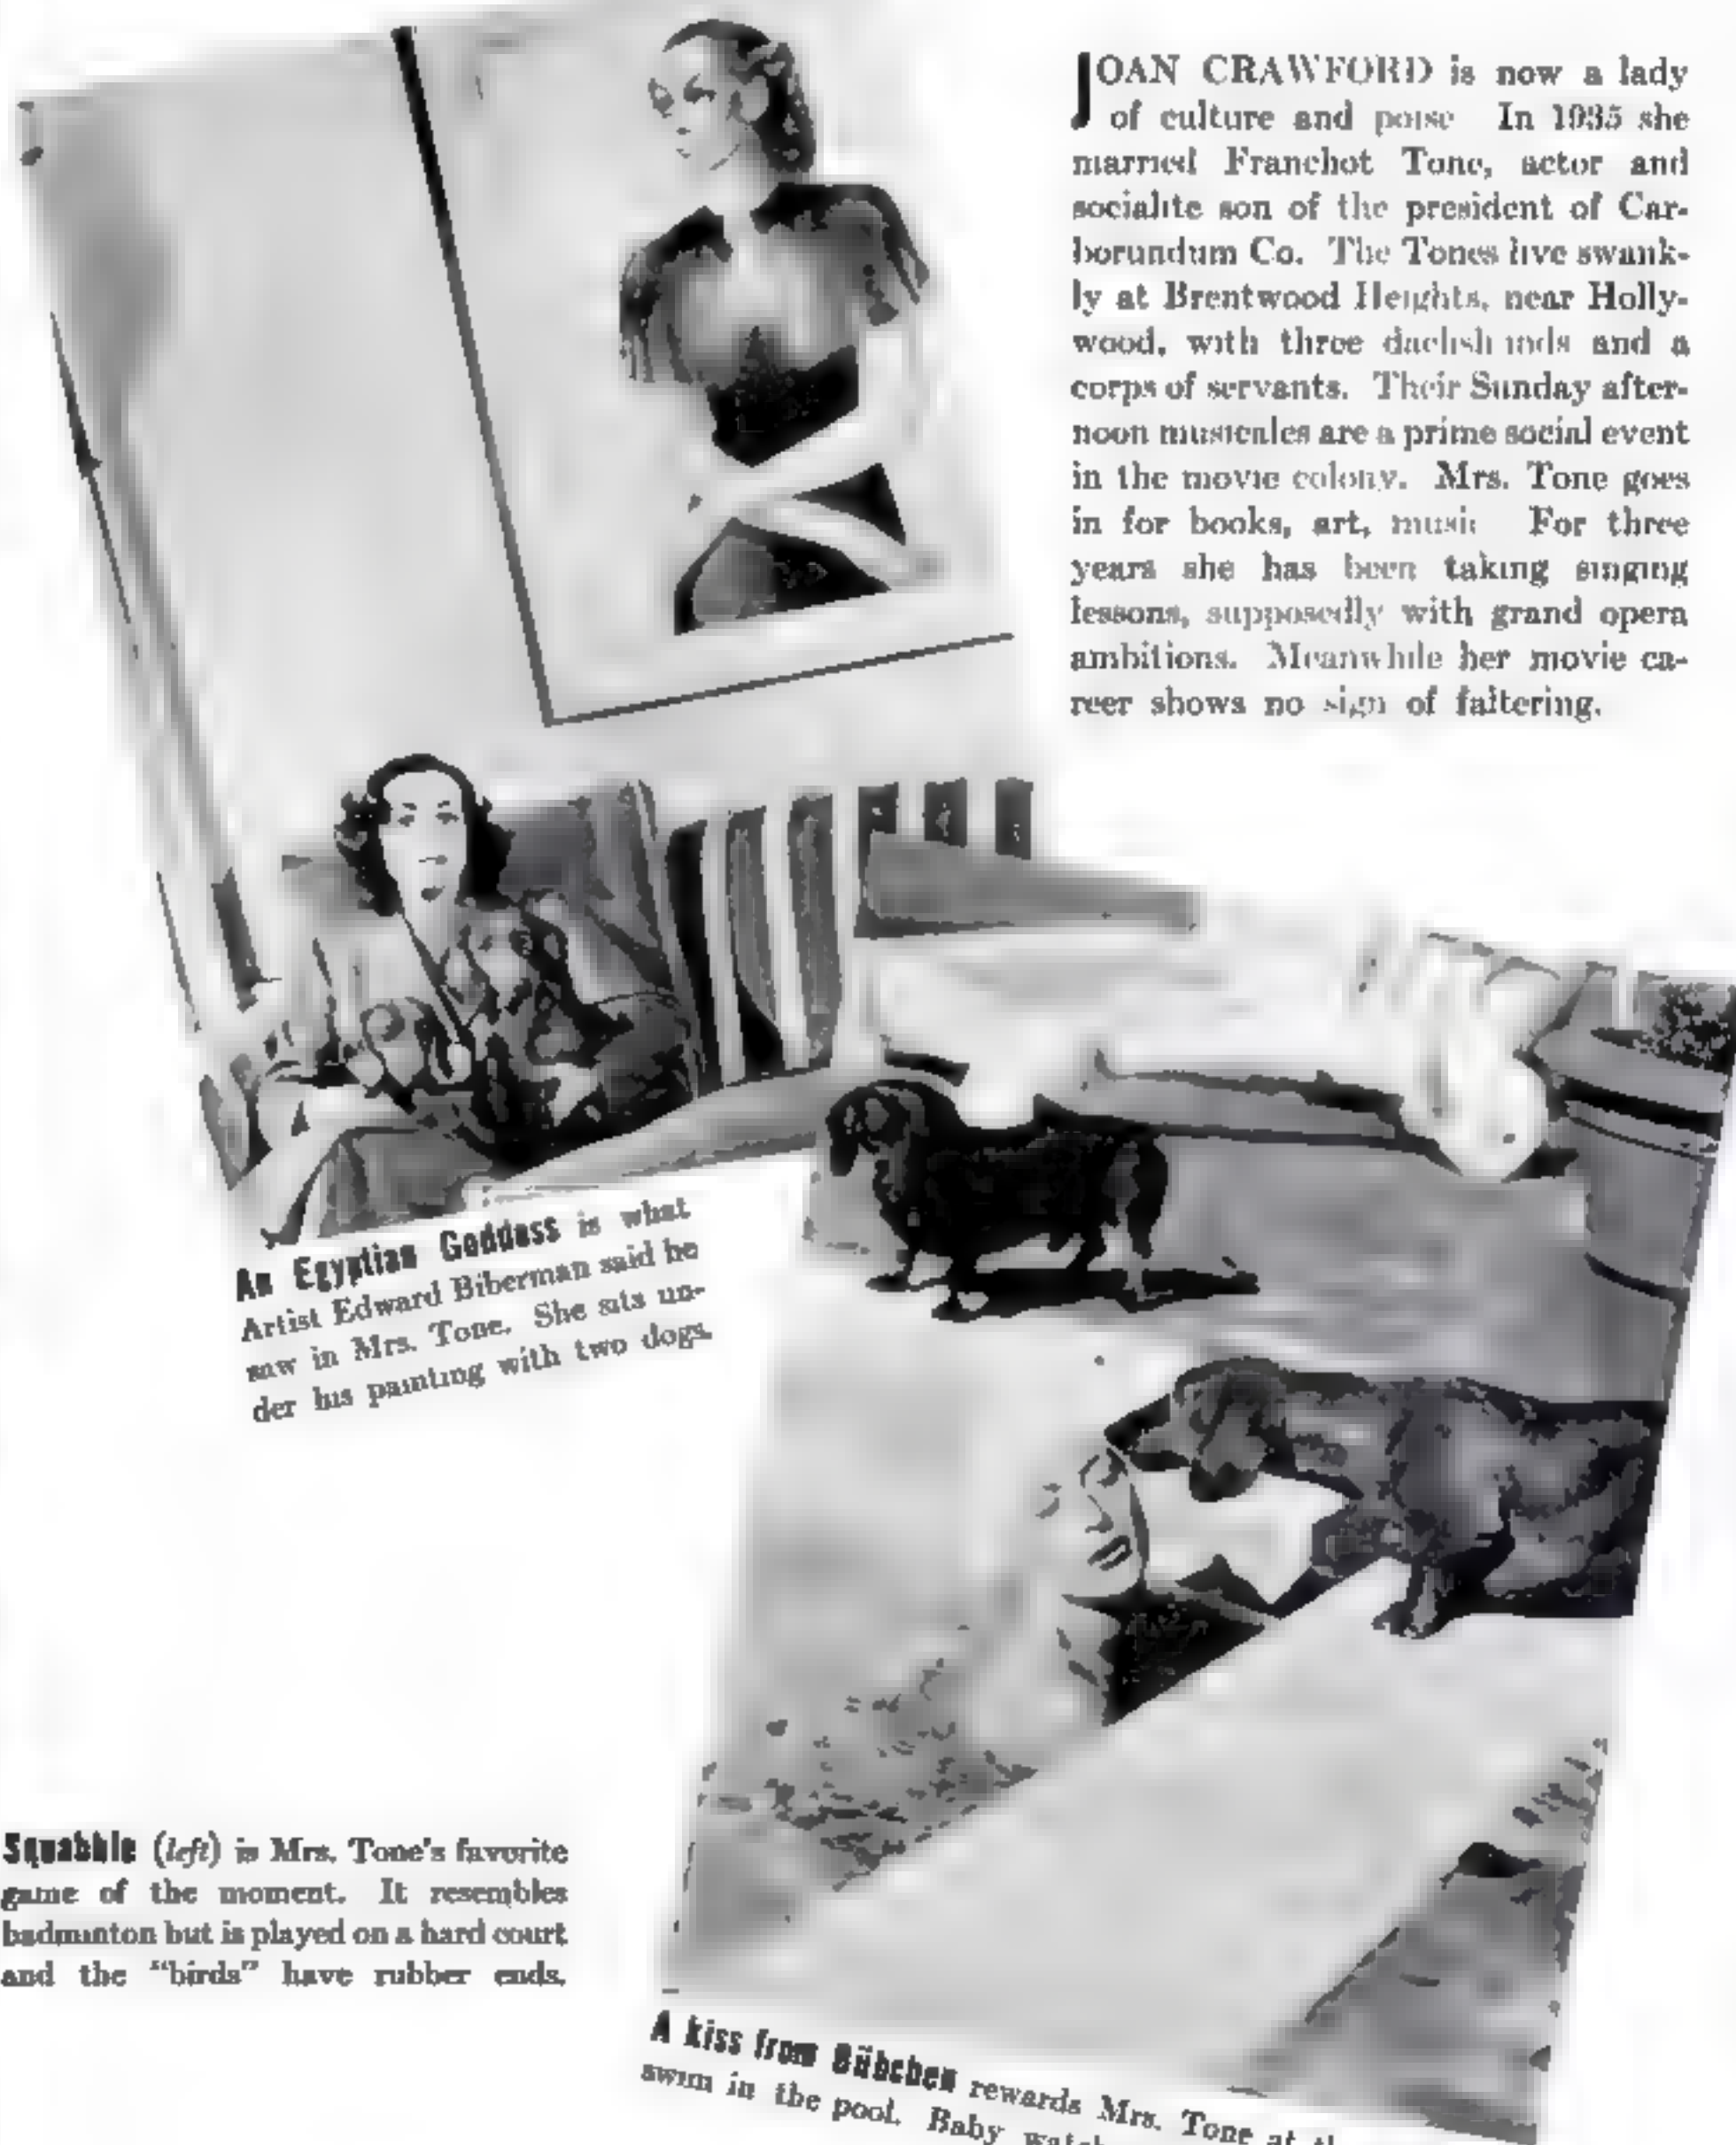 JOAN CRAWFORD is now a lady
of culture and poise In 1935 she
married Franchot Tone, actor and
socialite son of the president of Car-
borundum Co. The Tones live swank-
ly at Brentwood Heights, near Holly-
wood, with three dachshunds and a
corps of servants. Their Sunday after-
noon musicales are a prime social event
in the movie colony. Mrs. Tone goes
in for books, art, music For three
years she has been taking singing
lessons, supposedly with grand opera
ambitions. Meanwhile her movie ca-
reer shows no sign of faltering.
An Egyptian Goddess is what
Artist Edward Biberman said he
saw in Mrs. Tone. She sits un-
der his painting with two dogs.
Squabble (left) is Mrs. Tone's favorite
game of the moment. It resembles
badminton but is played on a hard court
and the "birds" have rubber ends.
A kiss from Bübchen rewards Mrs. Tone at
swim in the pool. Baby